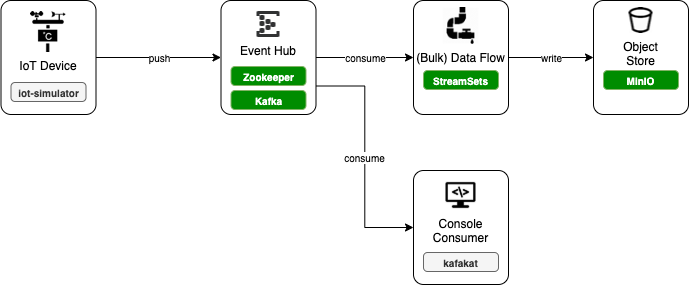 °C
IoT Device
iot-simulator
push
Event Hub
Zookeeper
Kafka
consume
(Bulk) Data Flow
StreamSets
write
Object
Store
MinIO
consume
</>
Console
Consumer
kafakat